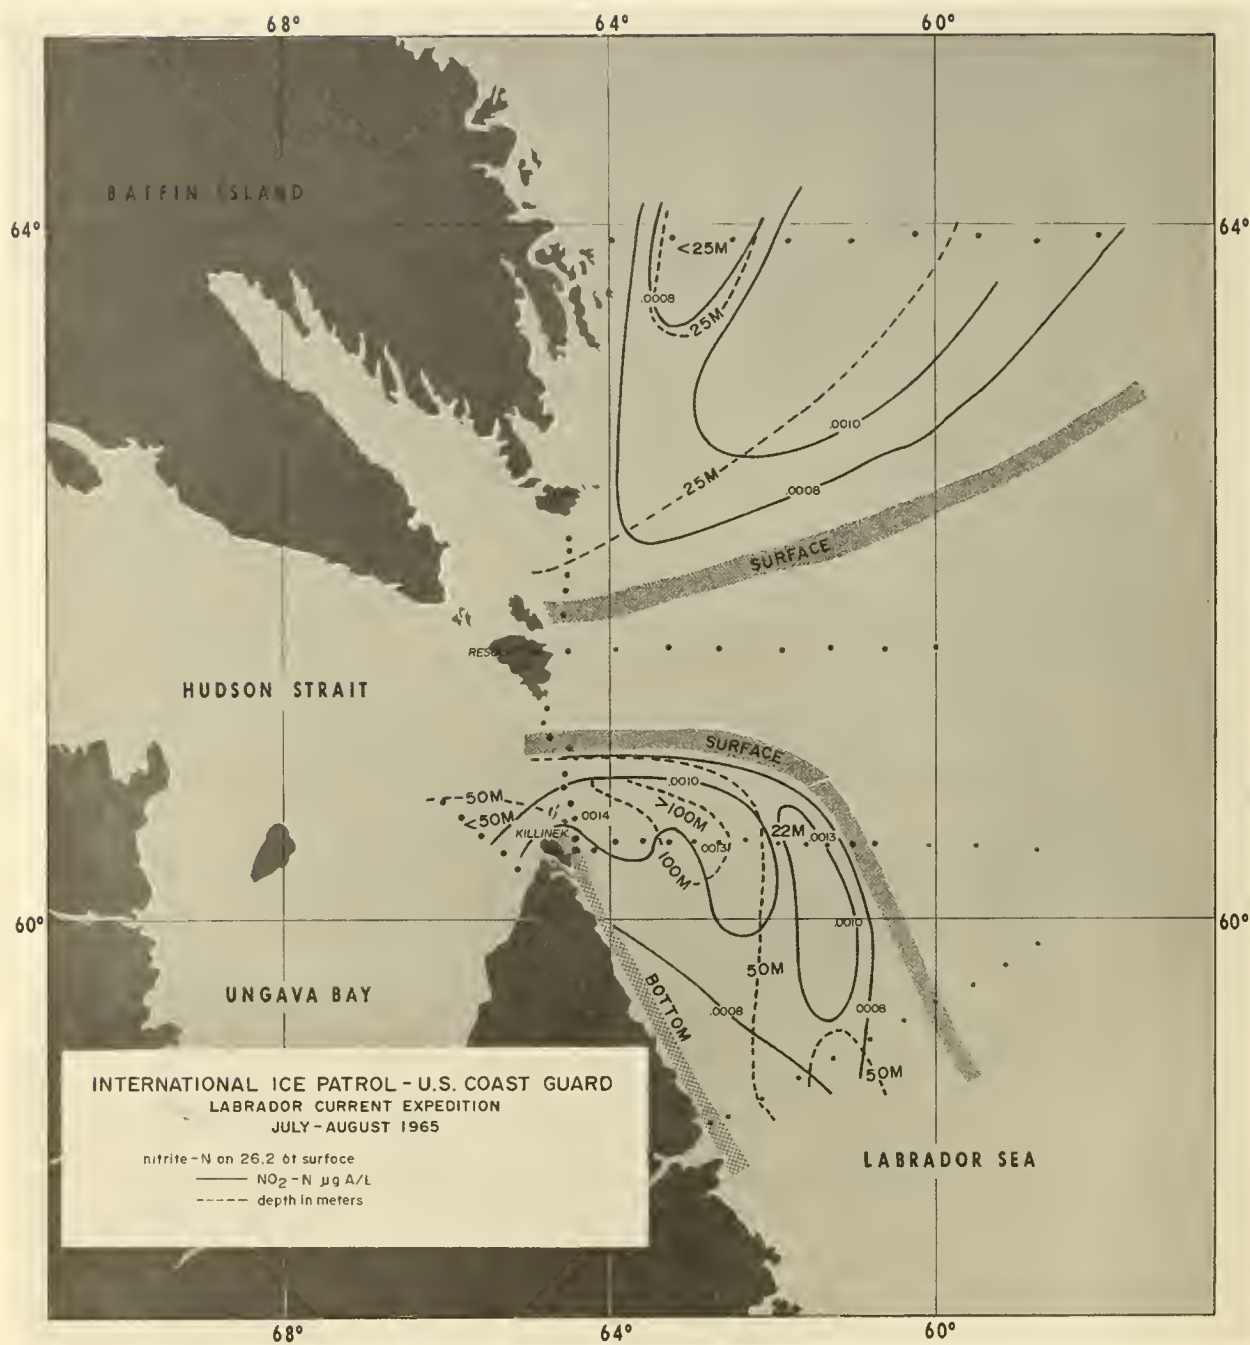 68°
64°
60°
BAFFIN ISLAND
64°
64°
<25M
.0008
25M
.0010
25M
.0008
SURFACE
HUDSON STRAIT
SURFACE
.0010
50M
>100M
<50M
.0014
22M
.0013
KILLINEK
.0013
100M
60°
60°
.0010
50M
UNGAVA BAY
BOTTOM
.0008
.0008
50M
INTERNATIONAL ICE PATROL - U.S. COAST GUARD
LABRADOR CURRENT EXPEDITION
JULY - AUGUST 1965
nitrite - N on 26.2 σt surface
NO2 - N µg A/L
depth in meters
LABRADOR SEA
68°
64°
60°